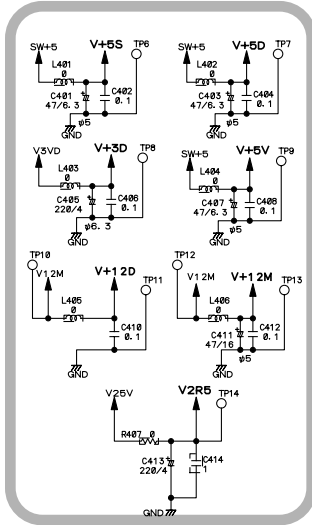 V+5S TP6
SW+5
L401
0
C401
47/6.3
C402
0.1
φ5
GND
V+5D TP7
SW+5
L402
0
C403
47/6.3
C404
0.1
φ5
GND
V3VD V+3D TP8
L403
0
C405
220/4
C406
0.1
φ6.3
GND
SW+5 V+5V TP9
L404
0
C407
47/6.3
C408
0.1
φ5
GND
TP10
V12M V+12D TP11
L405
0
C410
0.1
GND
TP12
V12M V+12M TP13
L406
0
C411
47/16
C412
0.1
φ5
GND
V25V V2R5 TP14
R407 0
C413
220/4
C414
1
GND